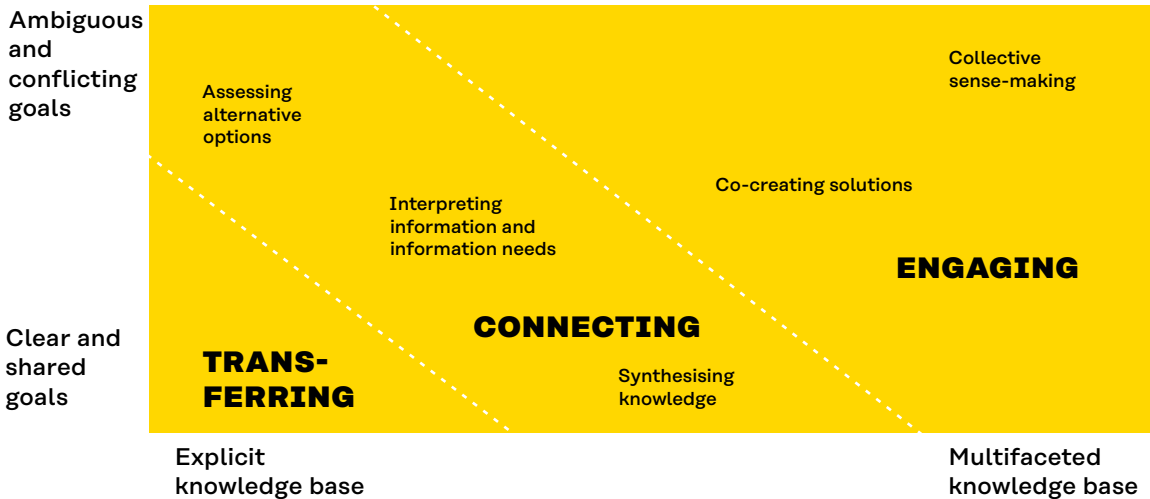 Ambiguous
and
conflicting
goals
Assessing
alternative
options
Collective
sense-making
Interpreting
information and
information needs
Co-creating solutions
ENGAGING
CONNECTING
Clear and
shared
goals
TRANS-
FERRING
Synthesising
knowledge
Explicit
knowledge base
Multifaceted
knowledge base